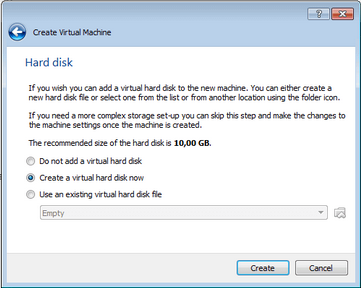 Create Virtual Machine
Hard disk
If you wish you can add a virtual hard disk to the new machine. You can either create a
new hard disk file or select one from the list or from another location using the folder icon.
If you need a more complex storage set-up you can skip this step and make the changes to
the machine settings once the machine is created.
The recommended size of the hard disk is 10,00 GB.
Do not add a virtual hard disk
Create a virtual hard disk now
Use an existing virtual hard disk file
Empty
Create Cancel